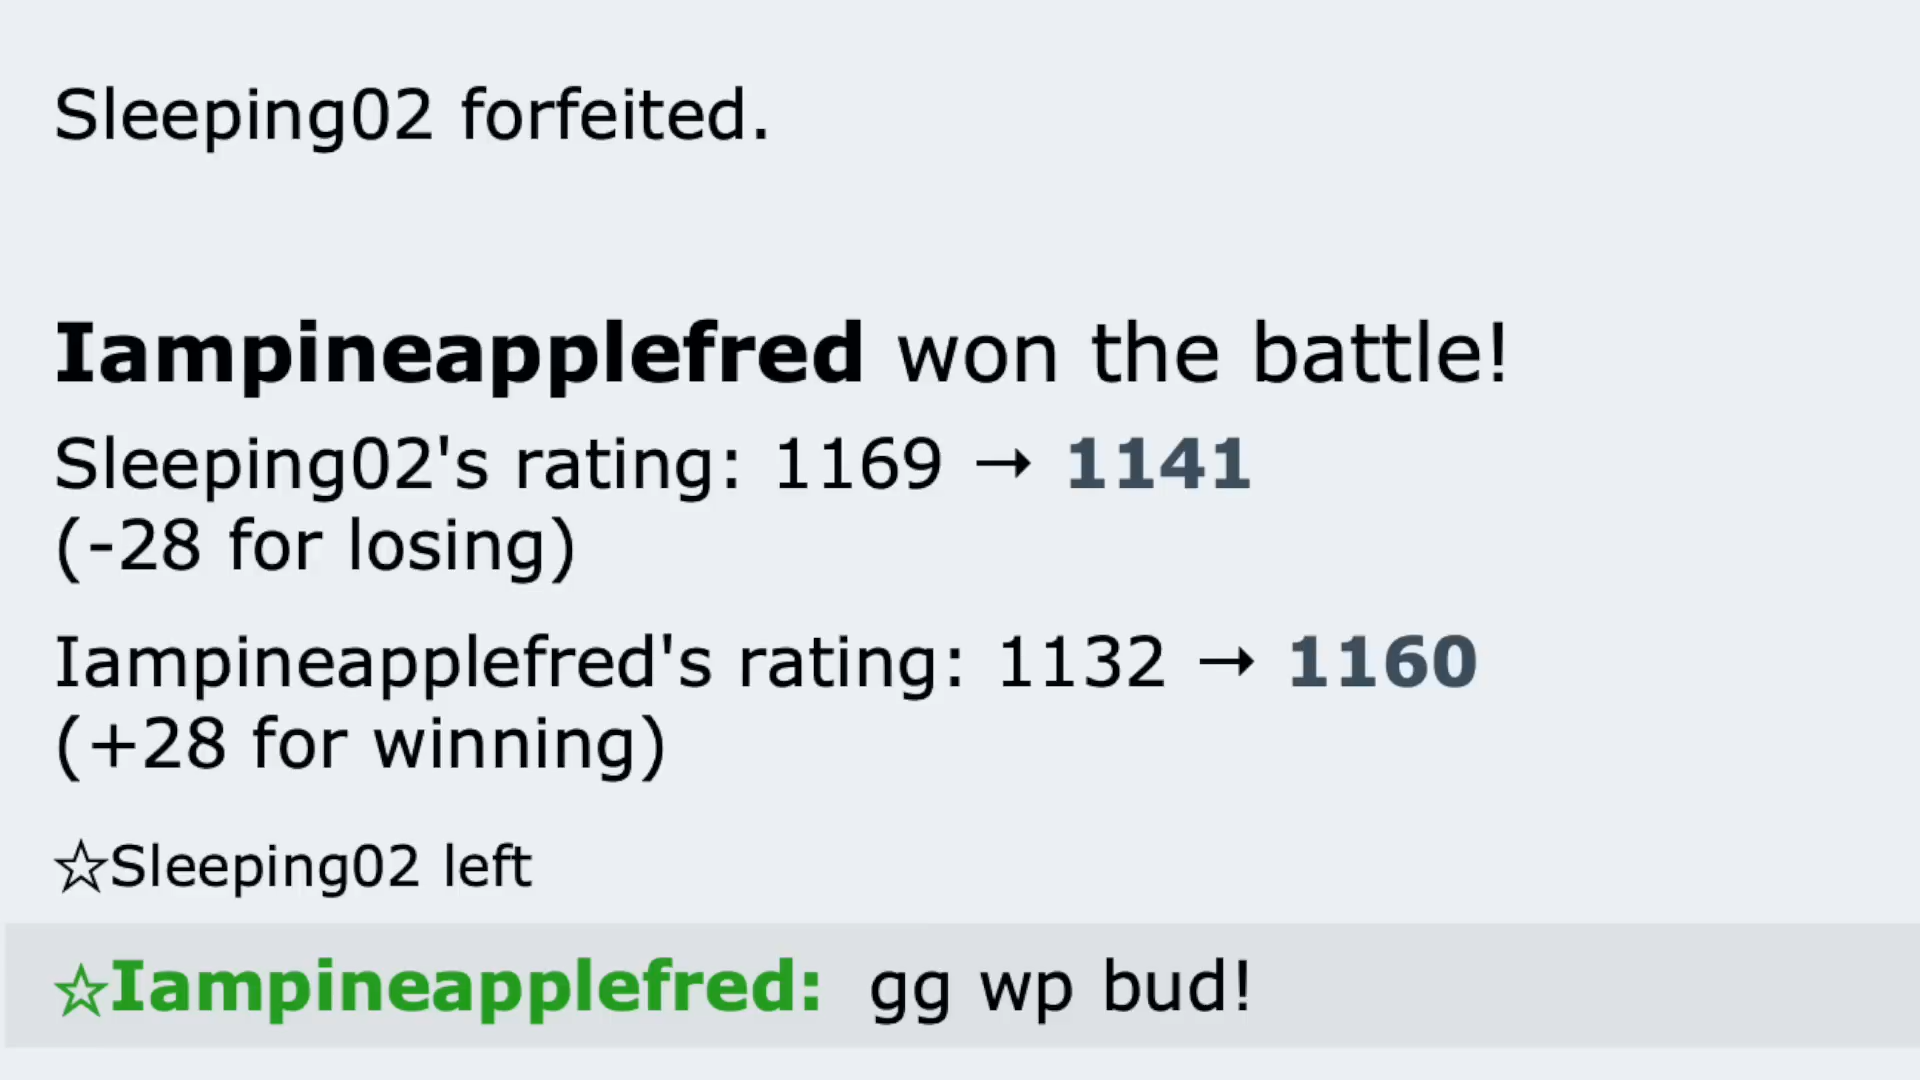 Sleeping02 forfeited.
Iampineapplefred won the battle!
Sleeping02's rating: 1169 → 1141
(-28 for losing)
Iampineapplefred's rating: 1132 → 1160
(+28 for winning)
☆Sleeping02 left
☆Iampineapplefred: gg wp bud!